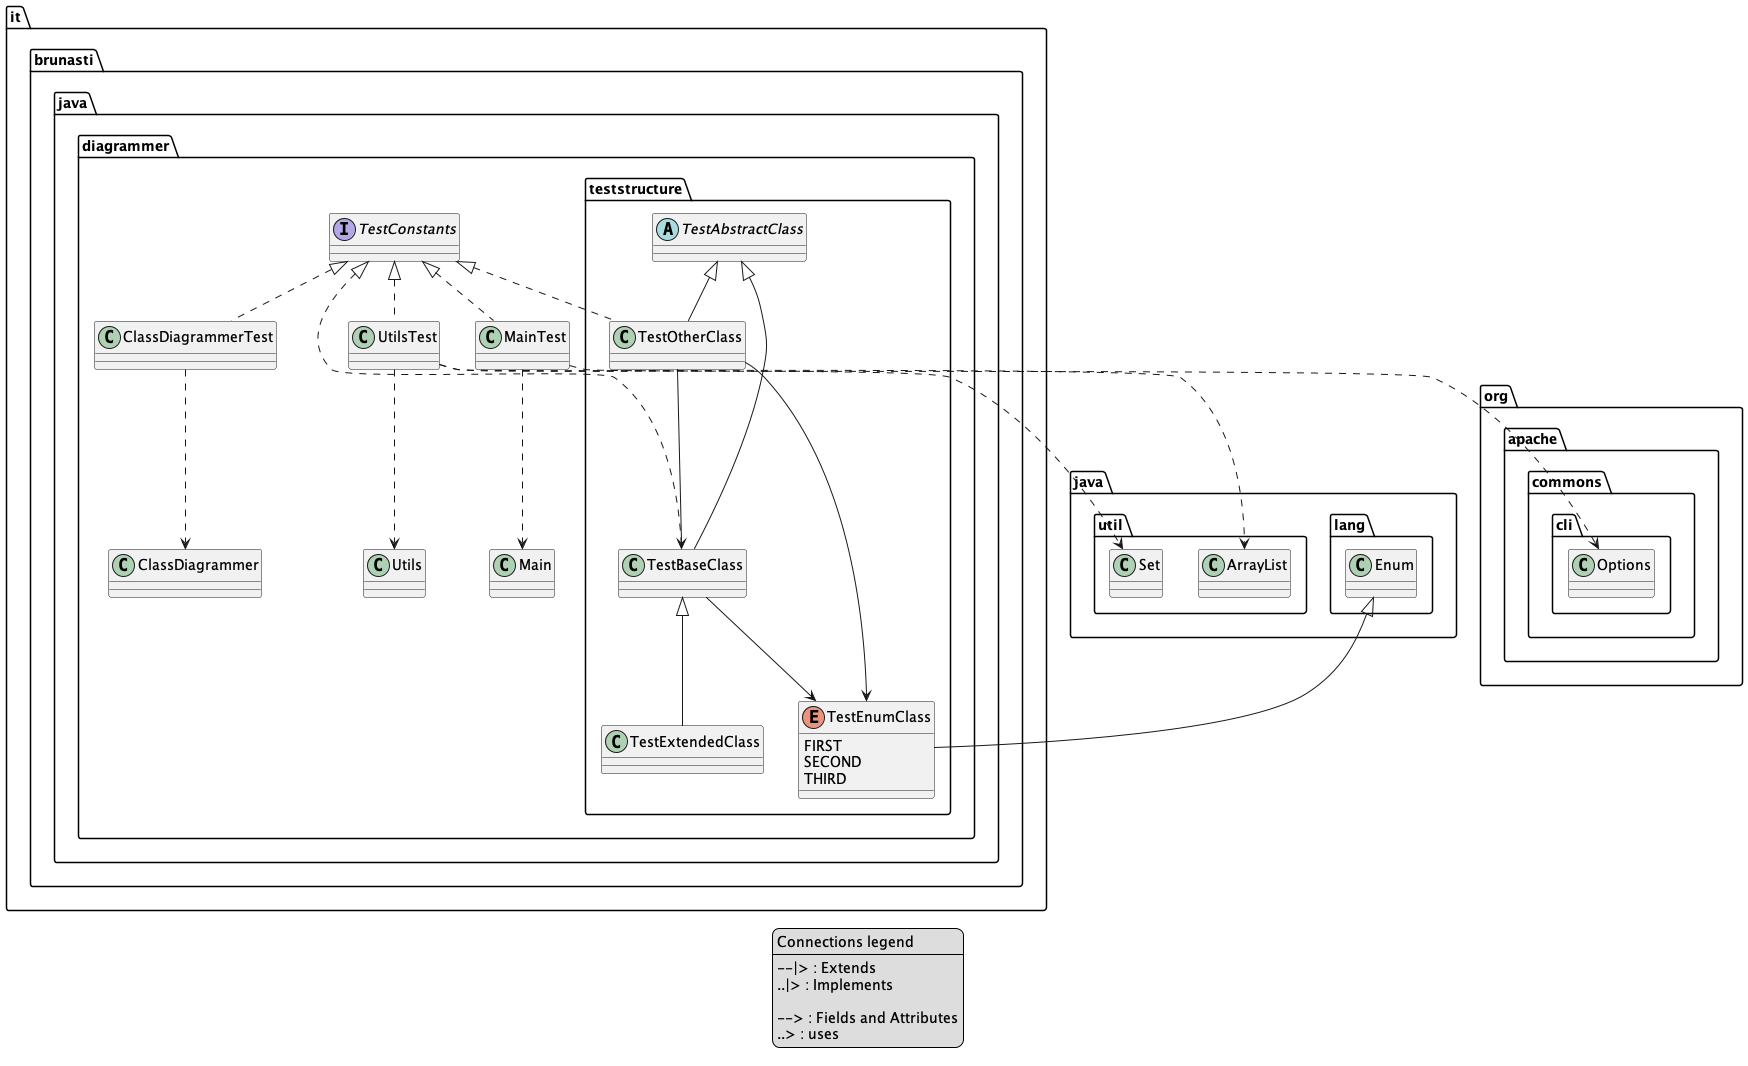 it
brunasti
java
diagrammer
teststructure
I TestConstants
A TestAbstractClass
C ClassDiagrammerTest
C UtilsTest
C MainTest
C TestOtherClass
org
apache
java
commons
util
lang
cli
C ClassDiagrammer
C Utils
C Main
C TestBaseClass
C Set
C ArrayList
C Enum
C Options
C TestExtendedClass
E TestEnumClass
FIRST
SECOND
THIRD
Connections legend
--|> : Extends
..|> : Implements
--> : Fields and Attributes
..> : uses